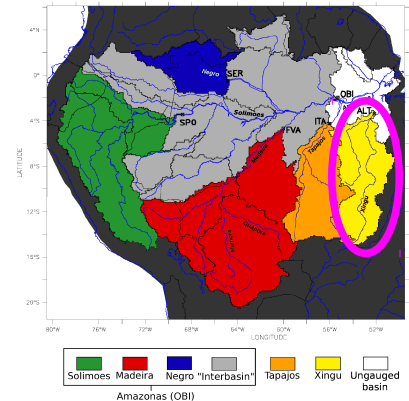 4°N
0°
4°S
8°S
12°S
16°S
20°S
LATITUDE
Negro
SER
OBI
ALT
ITA
SPO
Solimoes
FVA
Madeira
Tapajos
Xingu
Guapore
80°W
76°W
72°W
68°W
64°W
60°W
56°W
52°W
LONGITUDE
Solimoes Madeira Negro "Interbasin" Tapajos Xingu Ungauged
basin
Amazonas (OBI)